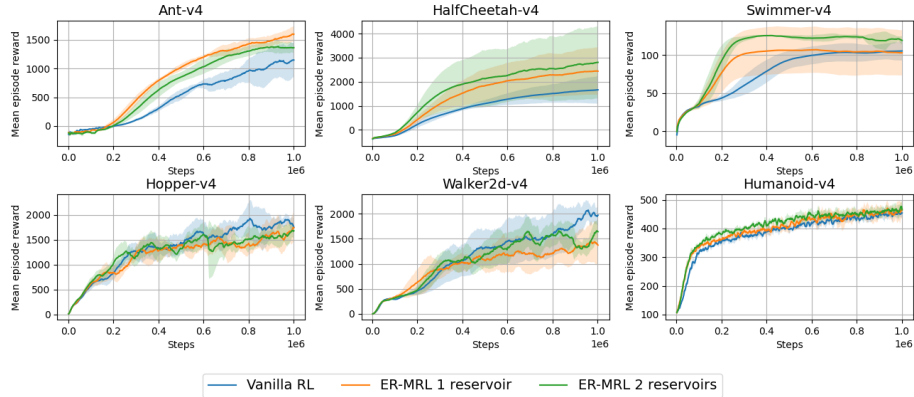 Ant-v4
Mean episode reward
1500
1000
500
0
0.0 0.2 0.4 0.6 0.8 1.0
Steps
1e6
HalfCheetah-v4
Mean episode reward
4000
3000
2000
1000
0
0.0 0.2 0.4 0.6 0.8 1.0
Steps
1e6
Swimmer-v4
Mean episode reward
100
50
0
0.0 0.2 0.4 0.6 0.8 1.0
Steps
1e6
Hopper-v4
Mean episode reward
2000
1500
1000
500
0
0.0 0.2 0.4 0.6 0.8 1.0
Steps
1e6
Walker2d-v4
Mean episode reward
2000
1500
1000
500
0
0.0 0.2 0.4 0.6 0.8 1.0
Steps
1e6
Humanoid-v4
Mean episode reward
500
400
300
200
100
0.0 0.2 0.4 0.6 0.8 1.0
Steps
1e6
Vanilla RL ER-MRL 1 reservoir ER-MRL 2 reservoirs